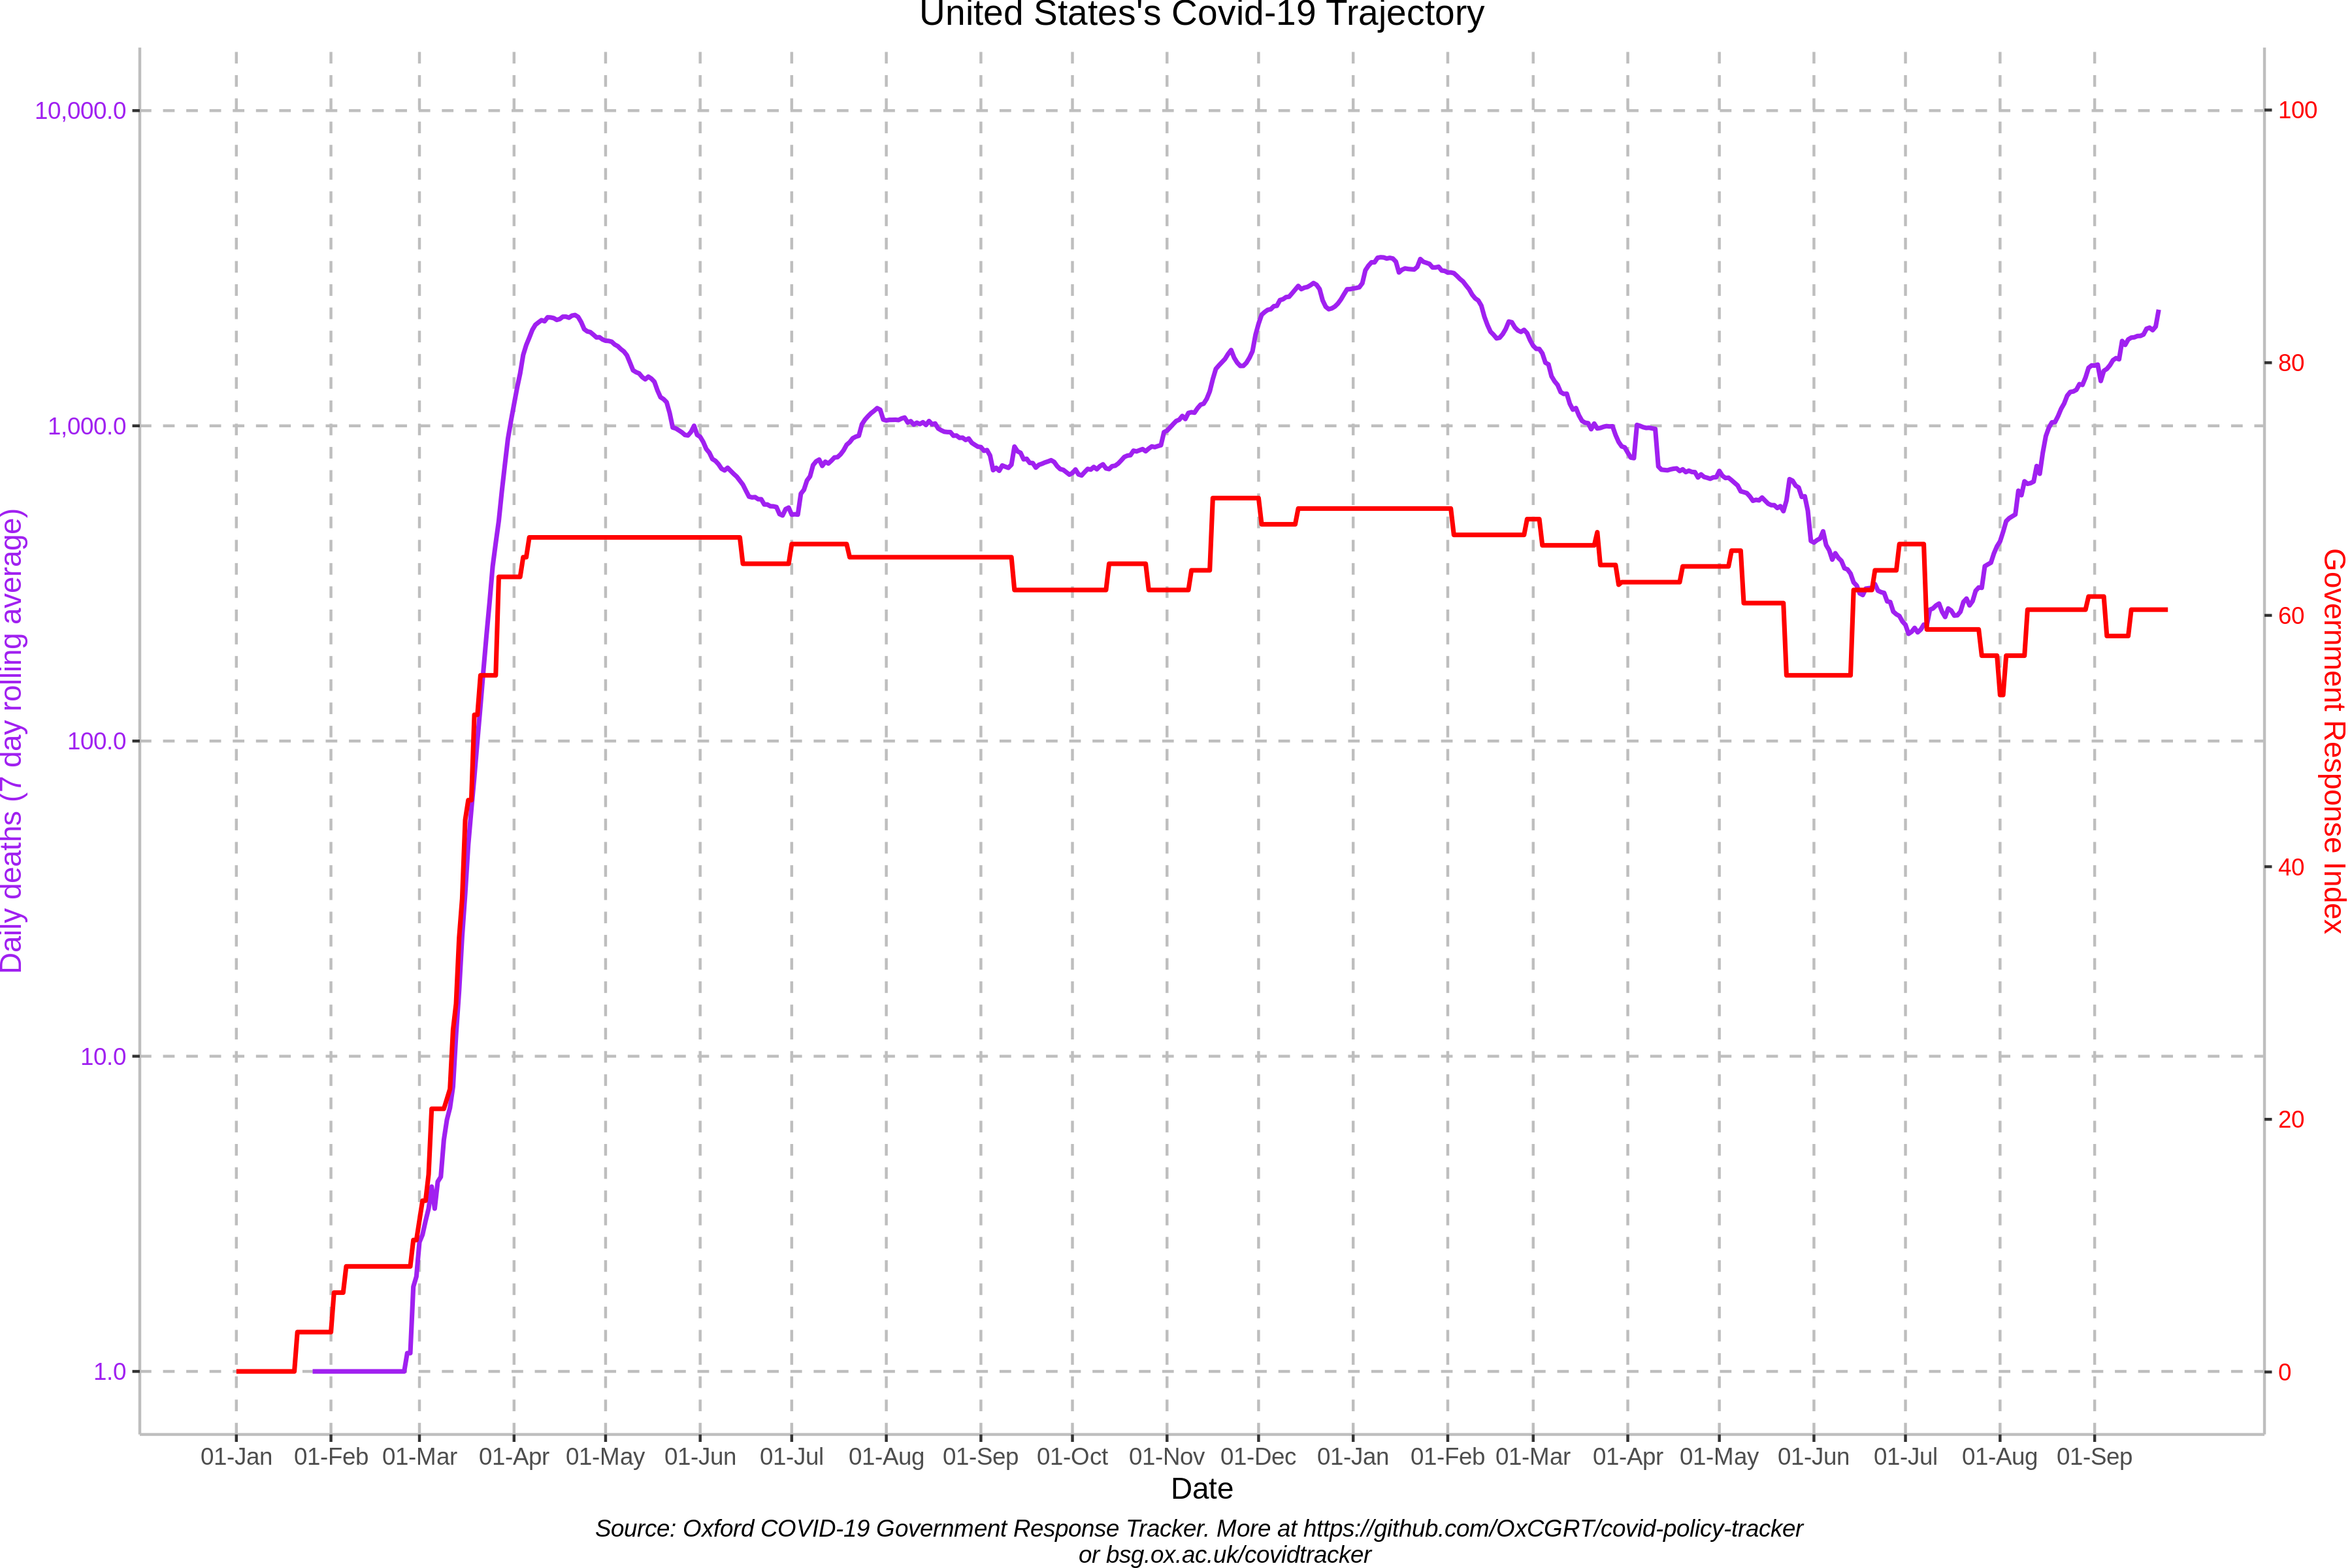 United States's Covid-19 Trajectory
10,000.0
1,000.0
100.0
10.0
1.0
Daily deaths (7 day rolling average)
100
80
60
40
20
0
Government Response Index
01-Jan 01-Feb 01-Mar 01-Apr 01-May 01-Jun 01-Jul 01-Aug 01-Sep 01-Oct 01-Nov 01-Dec 01-Jan 01-Feb 01-Mar 01-Apr 01-May 01-Jun 01-Jul 01-Aug 01-Sep
Date
Source: Oxford COVID-19 Government Response Tracker. More at https://github.com/OxCGRT/covid-policy-tracker
or bsg.ox.ac.uk/covidtracker